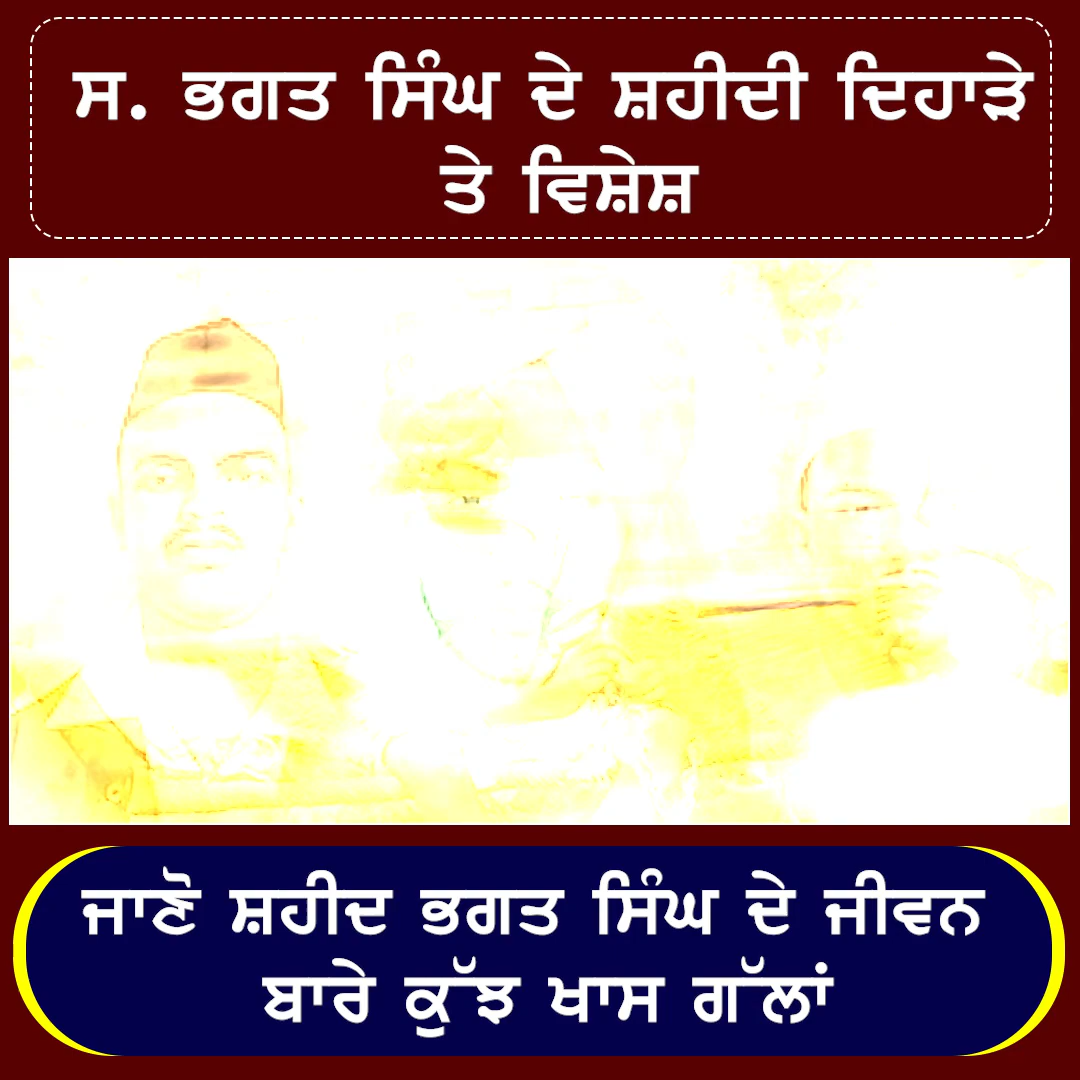 ਸ. ਭਗਤ ਸਿੰਘ ਦੇ ਸ਼ਹੀਦੀ ਦਿਹਾੜੇ
ਤੇ ਵਿਸ਼ੇਸ਼
ਜਾਣੋ ਸ਼ਹੀਦ ਭਗਤ ਸਿੰਘ ਦੇ ਜੀਵਨ
ਬਾਰੇ ਕੁੱਝ ਖਾਸ ਗੱਲਾਂ